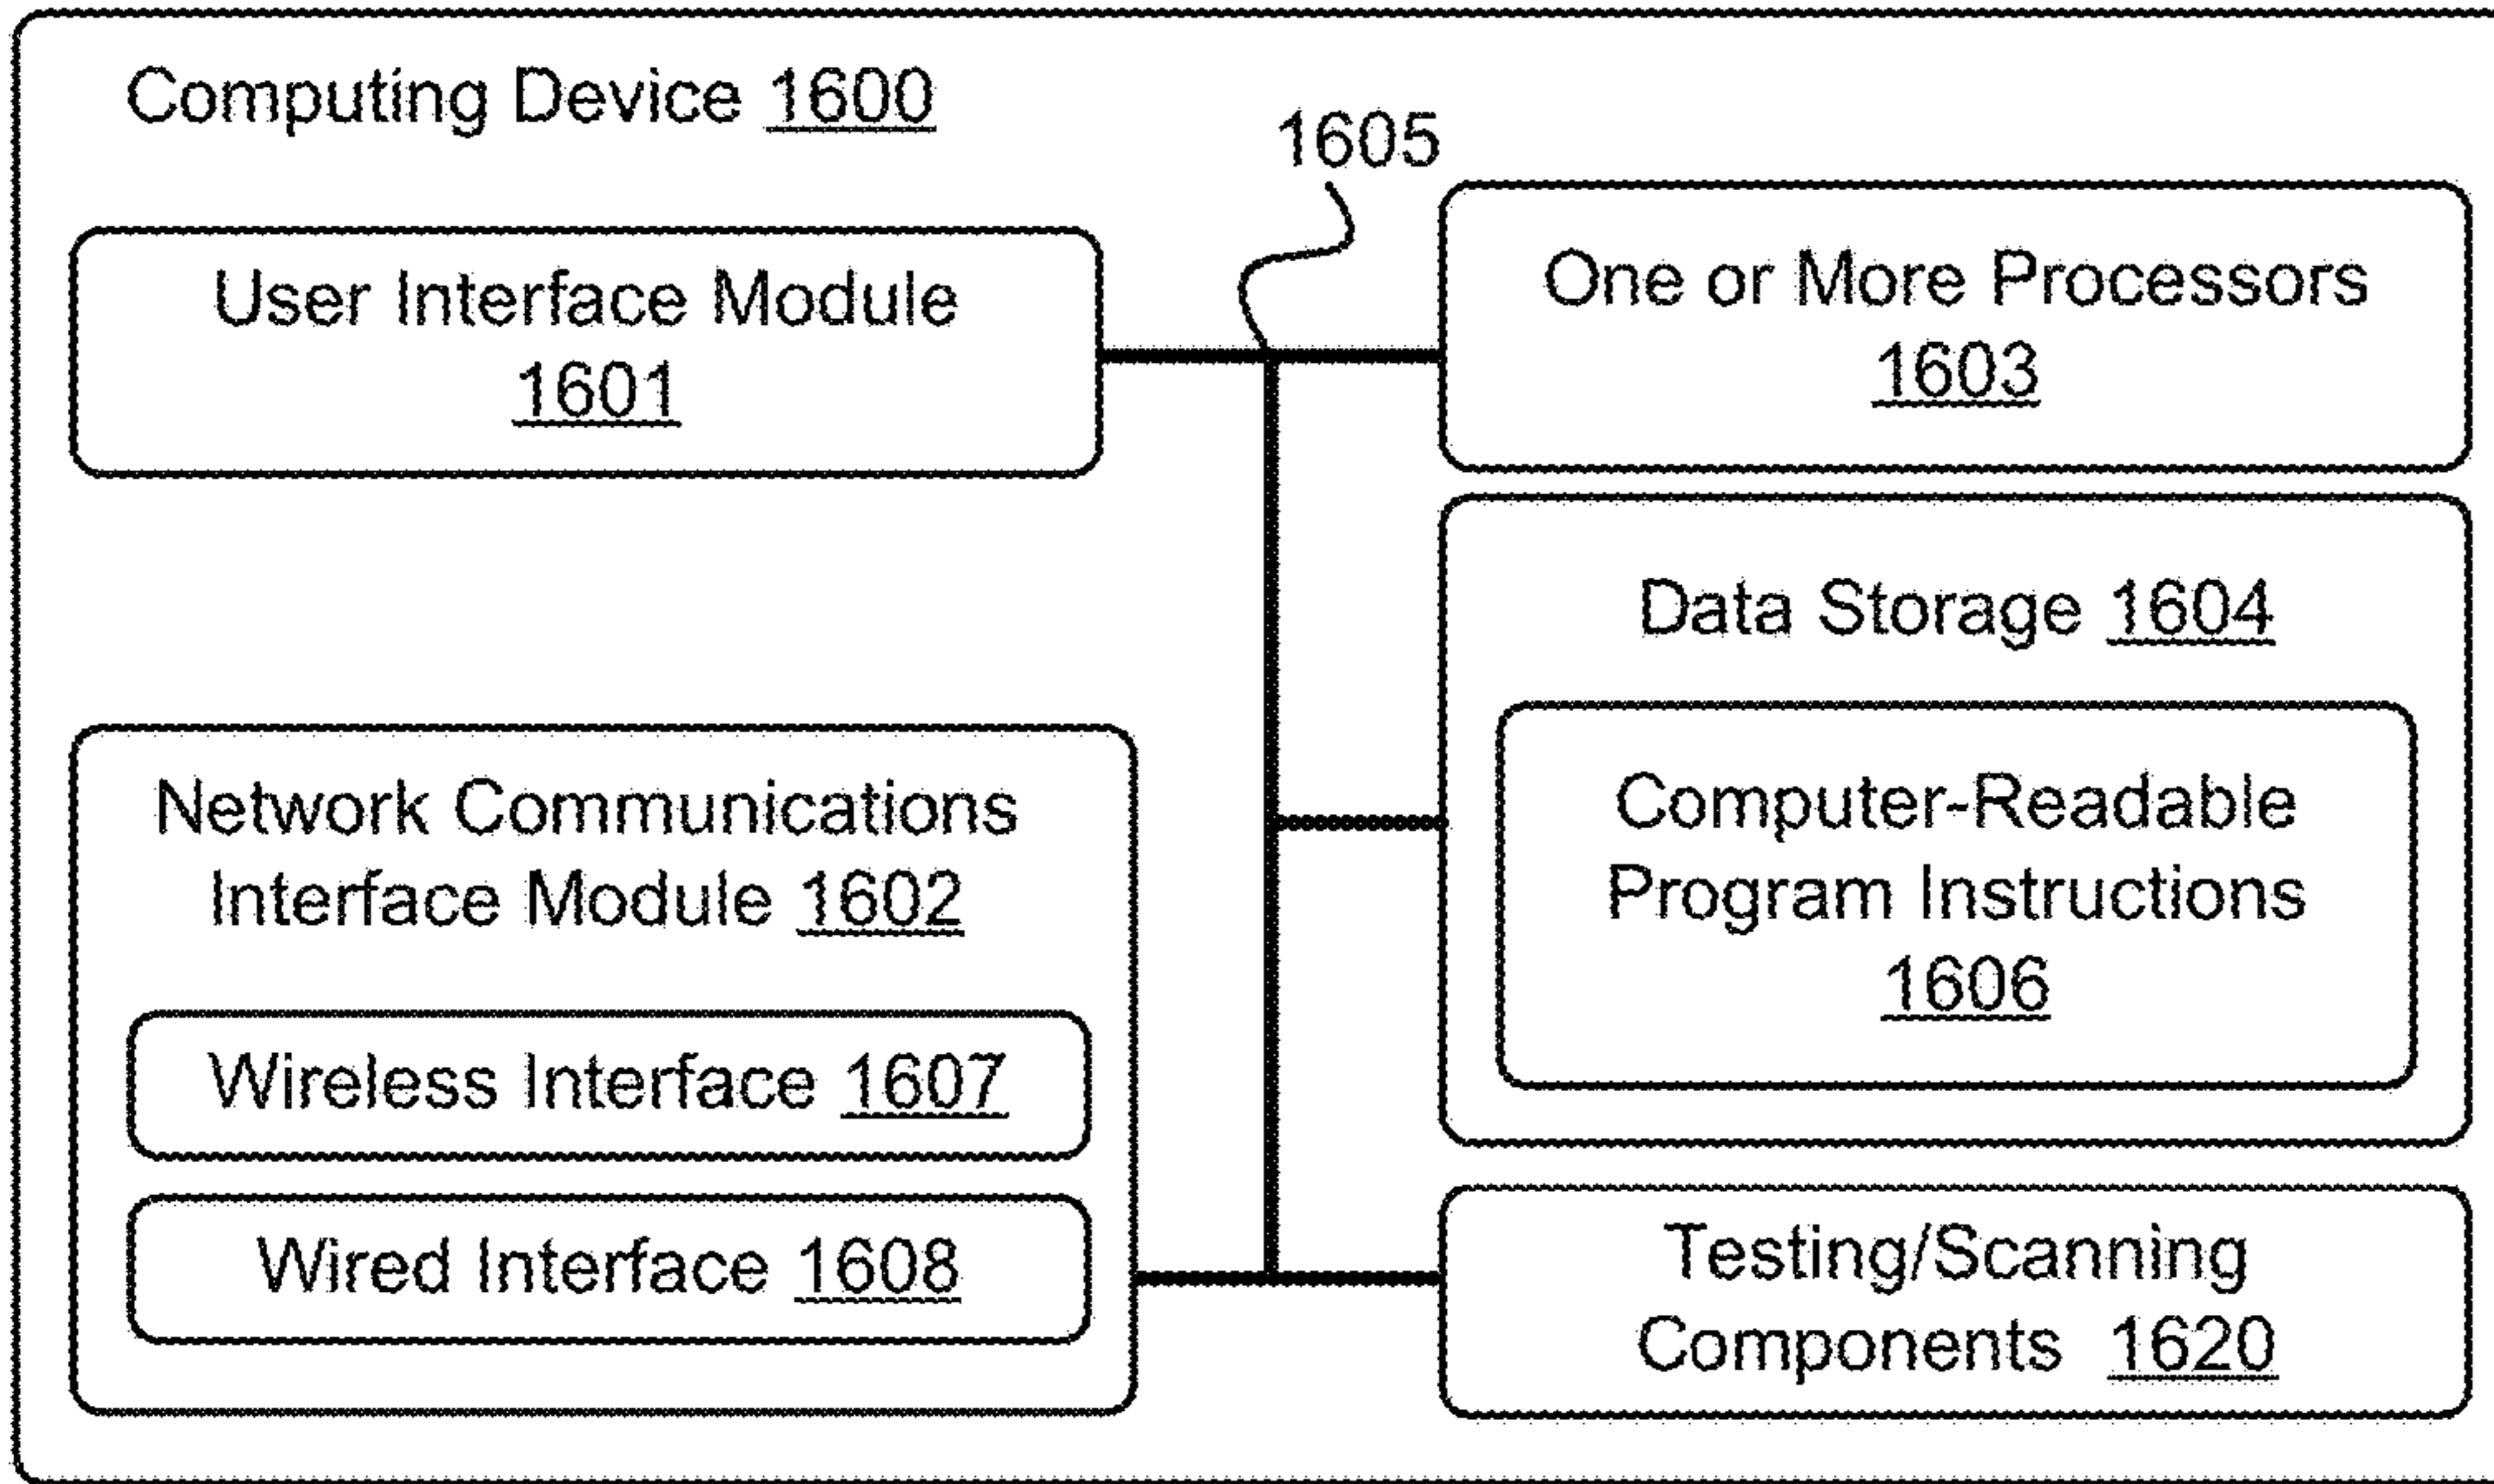 Computing Device 1600
1605
User Interface Module
1601
One or More Processors
1603
Data Storage 1604
Computer-Readable
Program Instructions
1606
Network Communications
Interface Module 1602
Wireless Interface 1607
Wired Interface 1608
Testing/Scanning
Components 1620